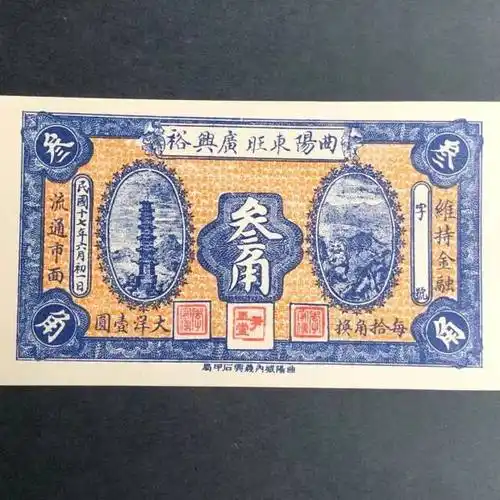 曲陽東旺廣興裕
叁
叁
維持金融
字 號
叁角
民國十七年六月初一日
流通市面
角
角
每拾角換
大洋壹圓
曲陽城內義興石印局